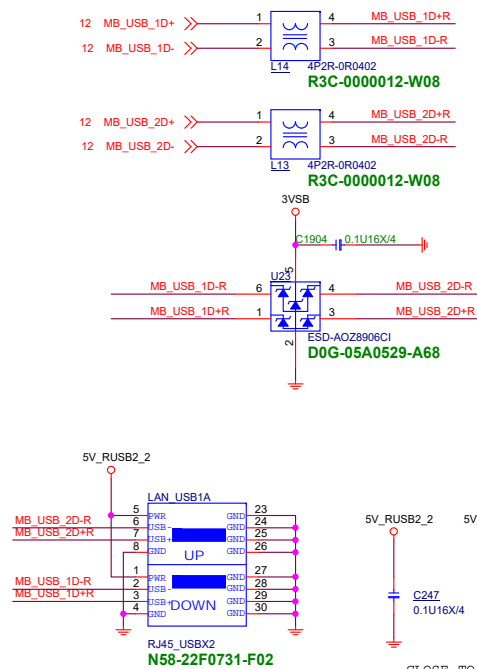 12 MB_USB_1D+ 1 4 MB_USB_1D+R
12 MB_USB_1D- 2 3 MB_USB_1D-R
L14 4P2R-0R0402
R3C-0000012-W08
12 MB_USB_2D+ 1 4 MB_USB_2D+R
12 MB_USB_2D- 2 3 MB_USB_2D-R
L13 4P2R-0R0402
R3C-0000012-W08
3VSB
C1904 0.1U16X/4
U23 5
MB_USB_1D-R 6 4 MB_USB_2D-R
MB_USB_1D+R 1 3 MB_USB_2D+R
2 ESD-AOZ8906CI
D0G-05A0529-A68
5V_RUSB2_2
LAN_USB1A
5 PWR GND 23
MB_USB_2D-R 6 USB- GND 24
MB_USB_2D+R 7 USB+ GND 25
8 GND UP GND 26
1 PWR GND 27
MB_USB_1D-R 2 USB- GND 28
MB_USB_1D+R 3 USB+ DOWN GND 29
4 GND GND 30
RJ45_USBX2
N58-22F0731-F02
5V_RUSB2_2 5V
C247
0.1U16X/4
CLOSE TO